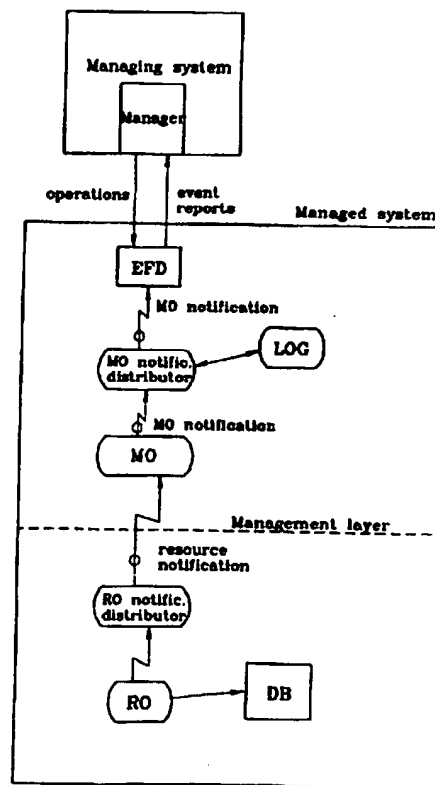 Managing system
Manager
operations
event
reports
Managed system
EFD
MO notification
MO notific.
distributor
LOG
MO notification
MO
Management layer
resource
notification
RO notific.
distributor
RO
DB